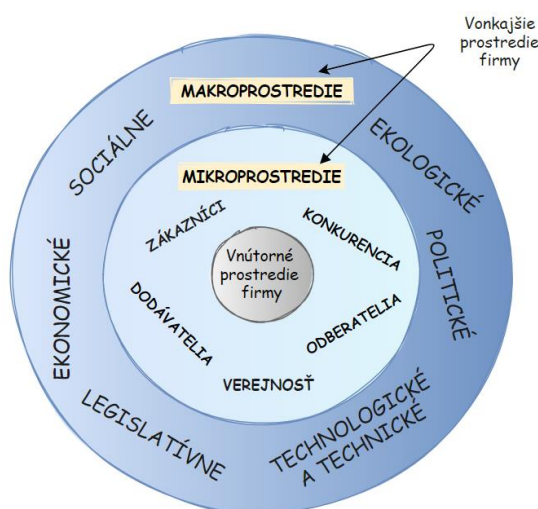 Vonkajšie
prostredie
firmy
MAKROPROSTREDIE
SOCIÁLNE
EKOLOGICKÉ
MIKROPROSTREDIE
ZÁKAZNÍCI
KONKURENCIA
Vnútorné
prostredie
firmy
EKONOMICKÉ
POLITICKÉ
DODÁVATELIA
ODBERATELIA
VEREJNOSŤ
LEGISLATÍVNE
TECHNOLOGICKÉ
A TECHNICKÉ